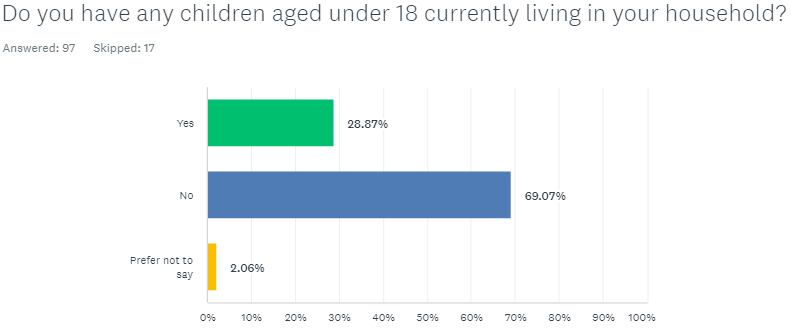 Do you have any children aged under 18 currently living in your household?
Answered: 97 Skipped: 17
Yes 28.87%
No 69.07%
Prefer not to
say
2.06%
0% 10% 20% 30% 40% 50% 60% 70% 80% 90% 100%